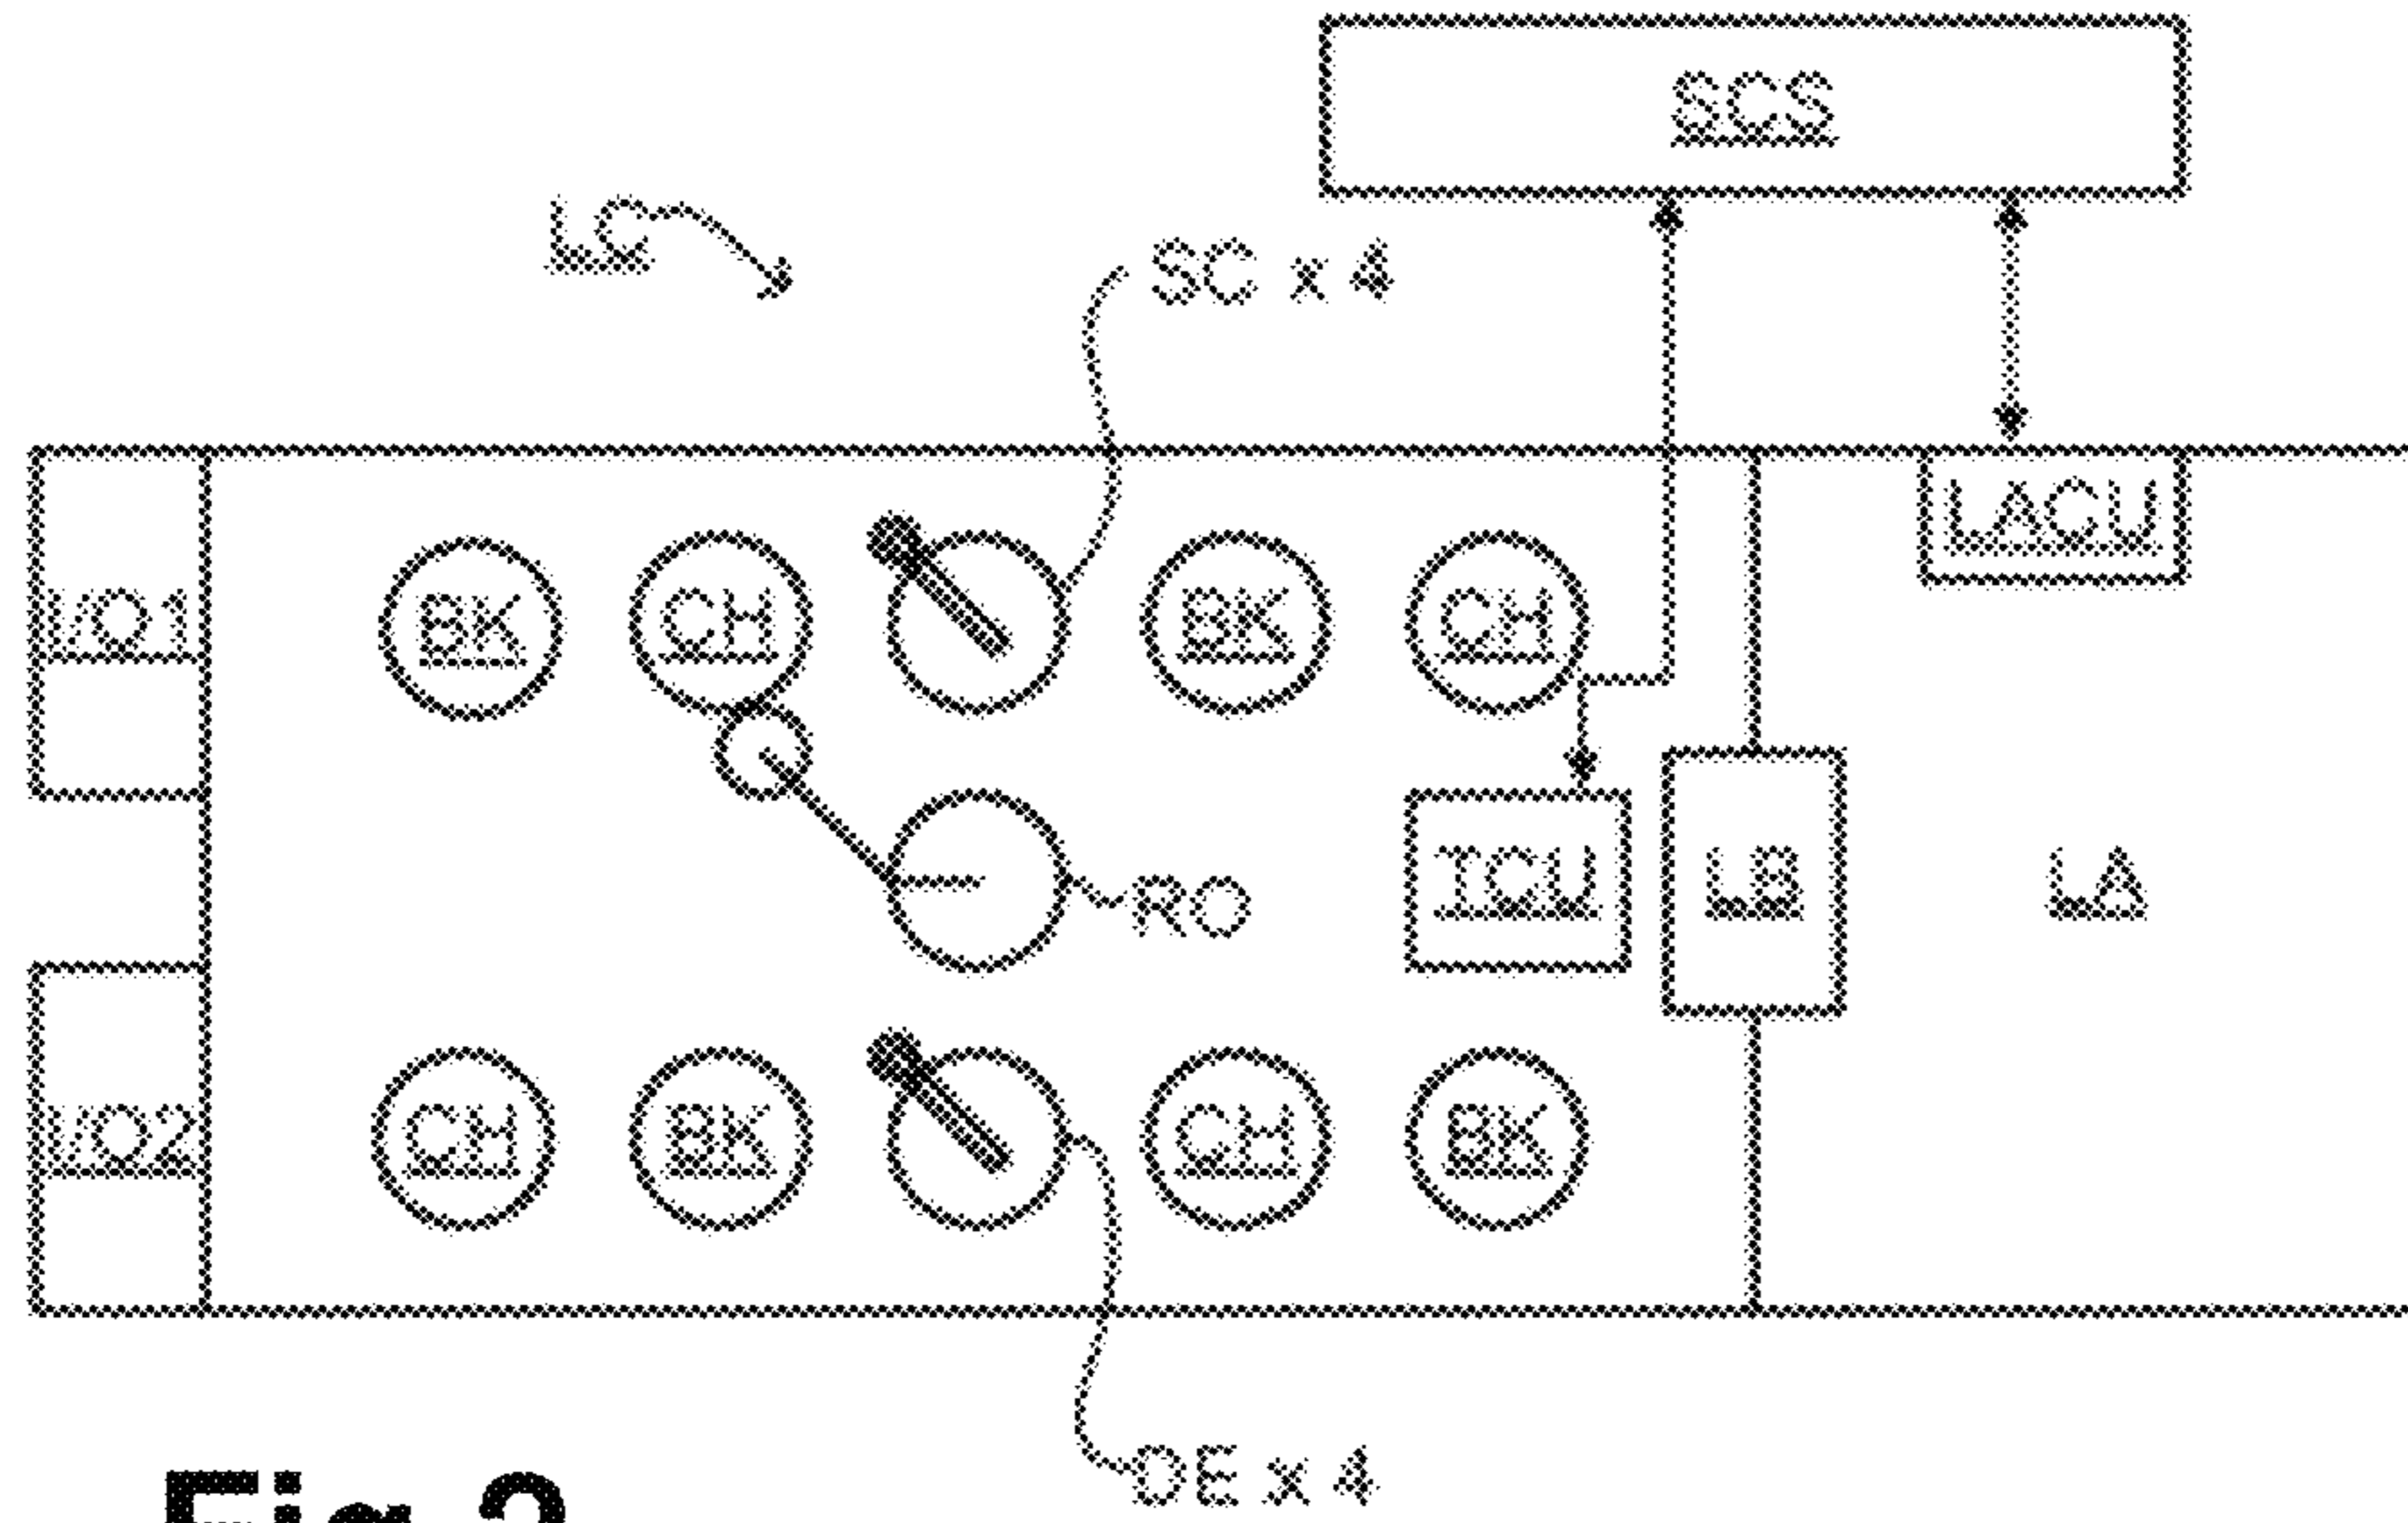 SCS
LC
SC x 4
LACU
I/O1
BK
CH
BK
CH
RO
TCU
LB
LA
I/O2
CH
BK
CH
BK
DE x 4